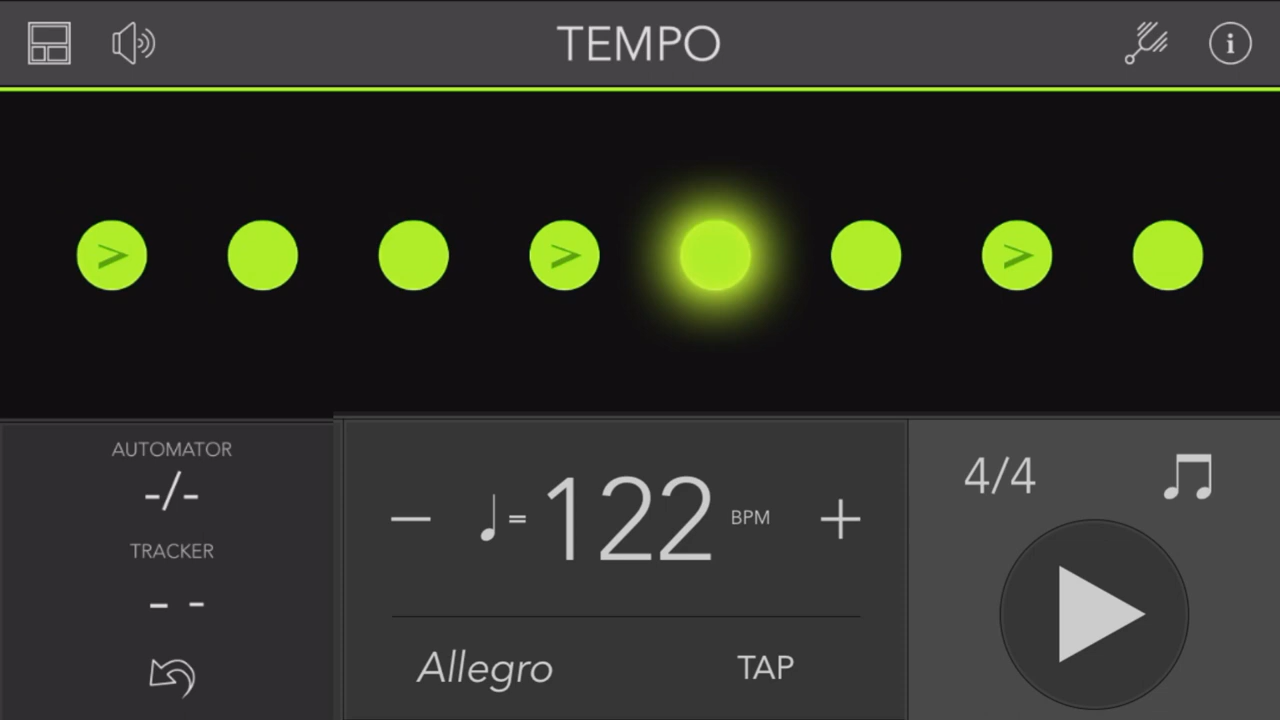 TEMPO
> > >
AUTOMATOR
-/-
TRACKER
- -
= 122 BPM
Allegro
TAP
4/4